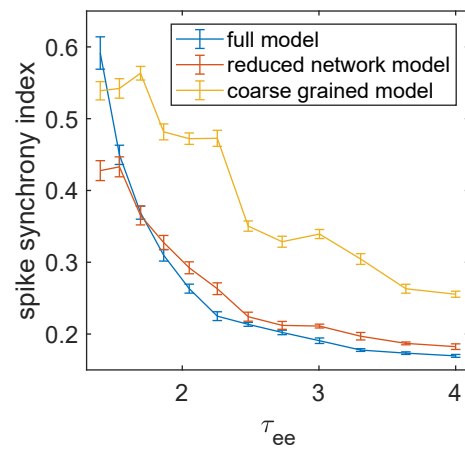 full model
reduced network model
coarse grained model
spike synchrony index
0.6
0.5
0.4
0.3
0.2
2
3
4
τee